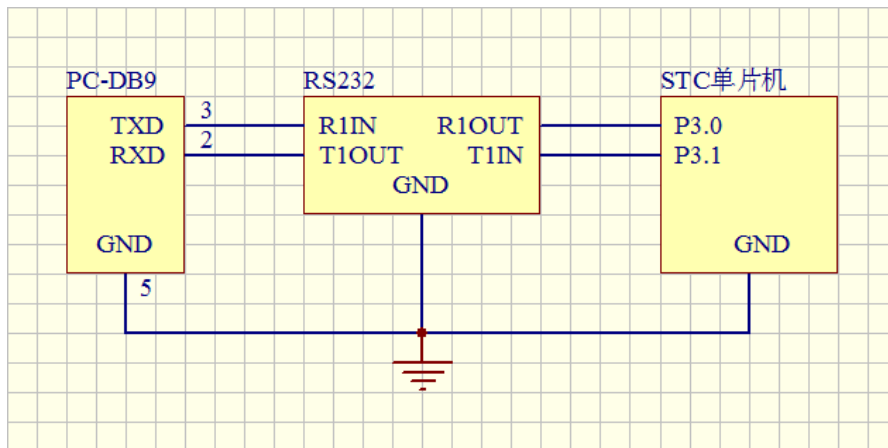 PC-DB9 RS232 STC单片机
TXD 3 R1IN R1OUT P3.0
RXD 2 T1OUT T1IN P3.1
GND
GND GND
5